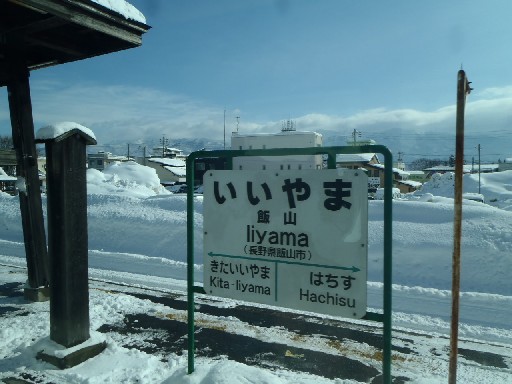 いいやま
飯山
Iiyama
(長野県飯山市)
きたいいやま はちす
Kita-Iiyama Hachisu